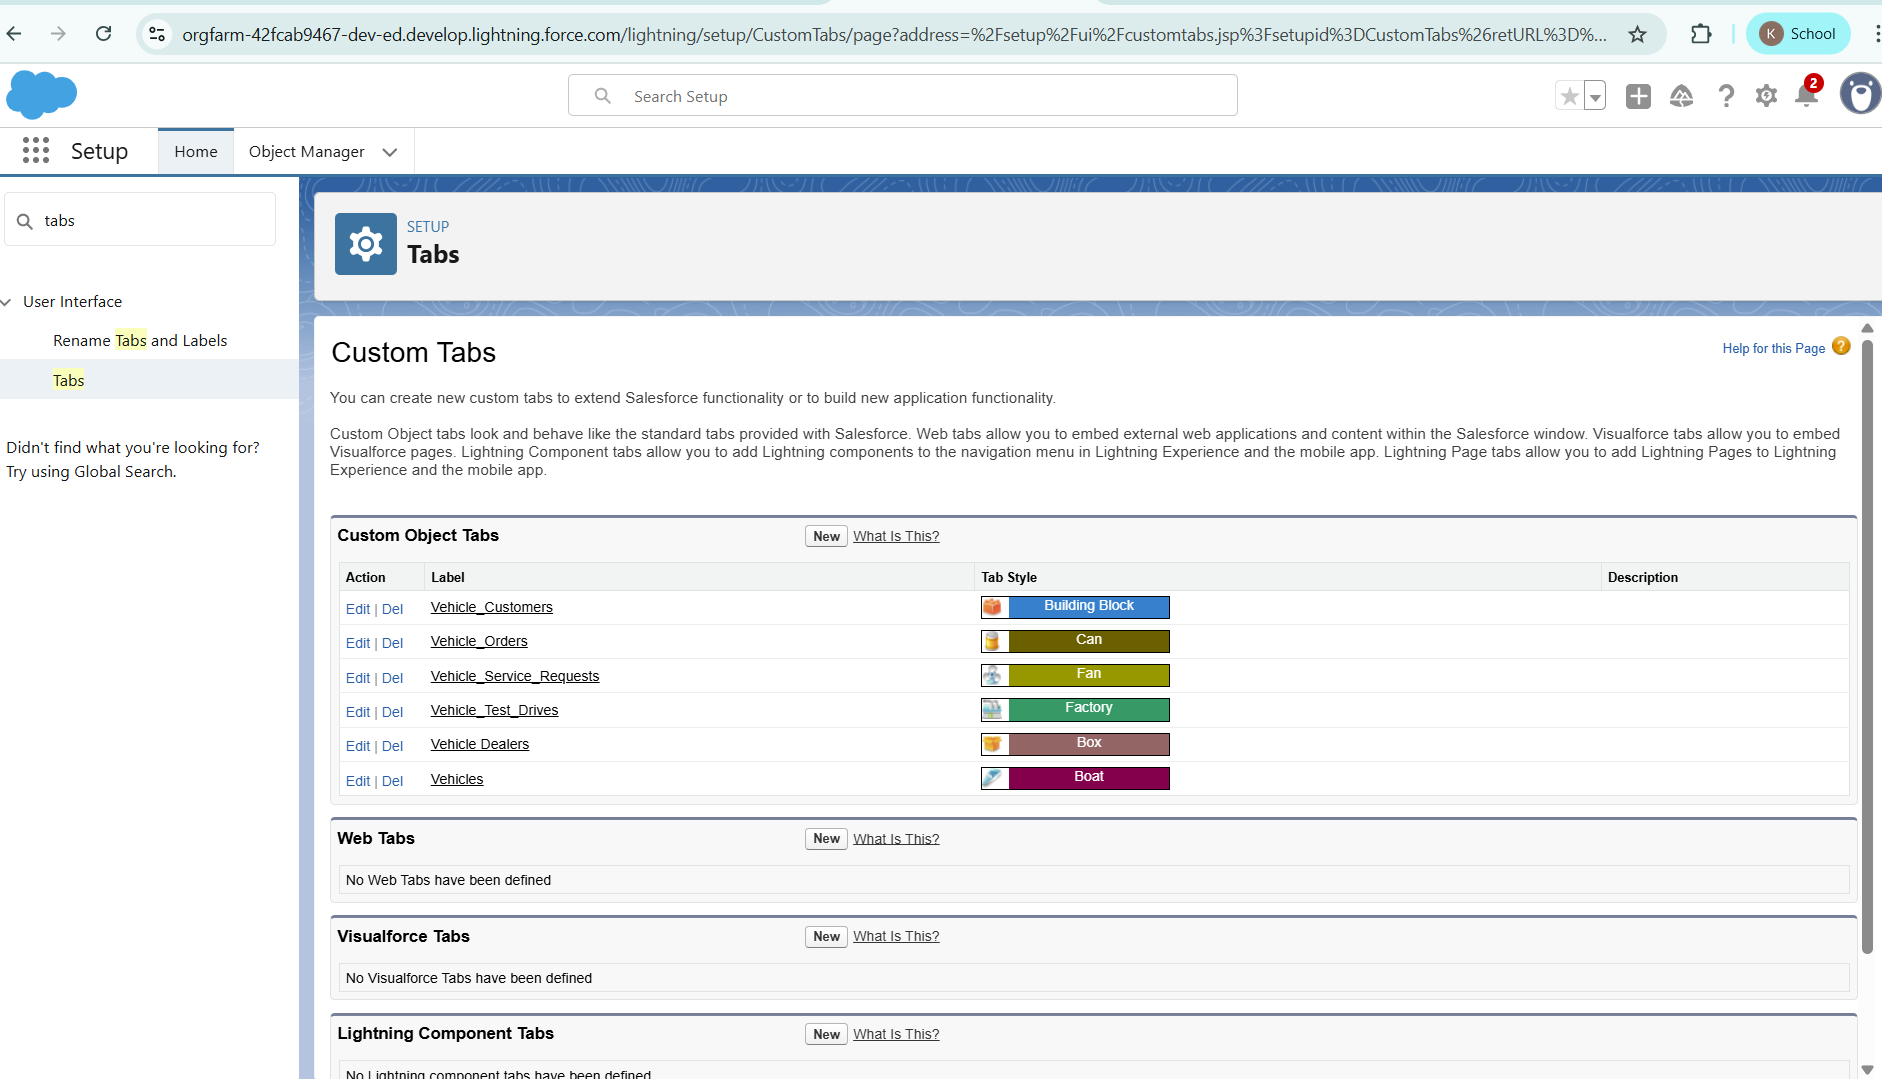 orgfarm-42fcab9467-dev-ed.develop.lightning.force.com/lightning/setup/CustomTabs/page?address=%2Fsetup%2Fui%2Fcustomtabs.jsp%3Fsetupid%3DCustomTabs%26retURL%3D%...
K School
Search Setup
2
Setup Home Object Manager
tabs
SETUP
Tabs
User Interface
Rename Tabs and Labels
Tabs
Didn't find what you're looking for?
Try using Global Search.
Custom Tabs
Help for this Page ?
You can create new custom tabs to extend Salesforce functionality or to build new application functionality.
Custom Object tabs look and behave like the standard tabs provided with Salesforce. Web tabs allow you to embed external web applications and content within the Salesforce window. Visualforce tabs allow you to embed
Visualforce pages. Lightning Component tabs allow you to add Lightning components to the navigation menu in Lightning Experience and the mobile app. Lightning Page tabs allow you to add Lightning Pages to Lightning
Experience and the mobile app.
Custom Object Tabs New What Is This?
Action Label Tab Style Description
Edit | Del Vehicle_Customers Building Block
Edit | Del Vehicle_Orders Can
Edit | Del Vehicle_Service_Requests Fan
Edit | Del Vehicle_Test_Drives Factory
Edit | Del Vehicle Dealers Box
Edit | Del Vehicles Boat
Web Tabs New What Is This?
No Web Tabs have been defined
Visualforce Tabs New What Is This?
No Visualforce Tabs have been defined
Lightning Component Tabs New What Is This?
No Lightning component tabs have been defined